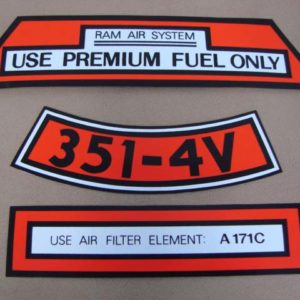 RAM AIR SYSTEM
USE PREMIUM FUEL ONLY
351-4V
USE AIR FILTER ELEMENT: A171C